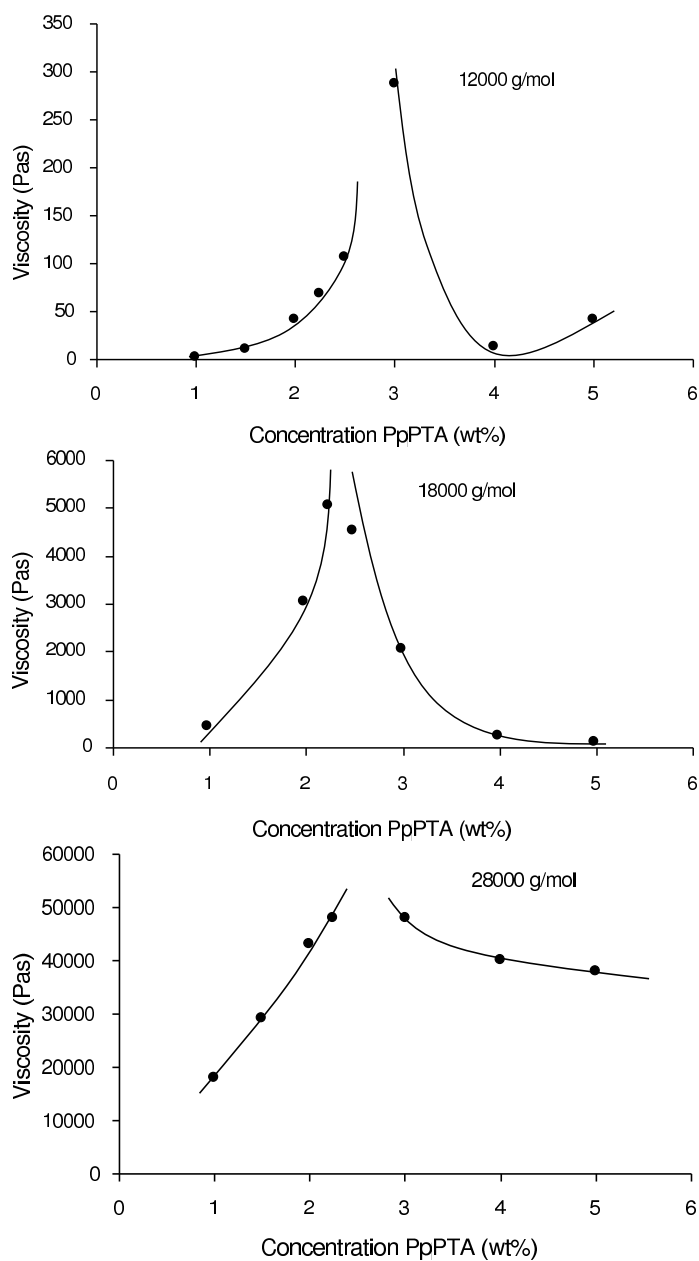 350
300
12000 g/mol
250
200
150
100
50
0
0 1 2 3 4 5 6
Viscosity (Pas)
Concentration PpPTA (wt%)
6000
18000 g/mol
5000
4000
3000
2000
1000
0
0 1 2 3 4 5 6
Viscosity (Pas)
Concentration PpPTA (wt%)
60000
28000 g/mol
50000
40000
30000
20000
10000
0
0 1 2 3 4 5 6
Viscosity (Pas)
Concentration PpPTA (wt%)